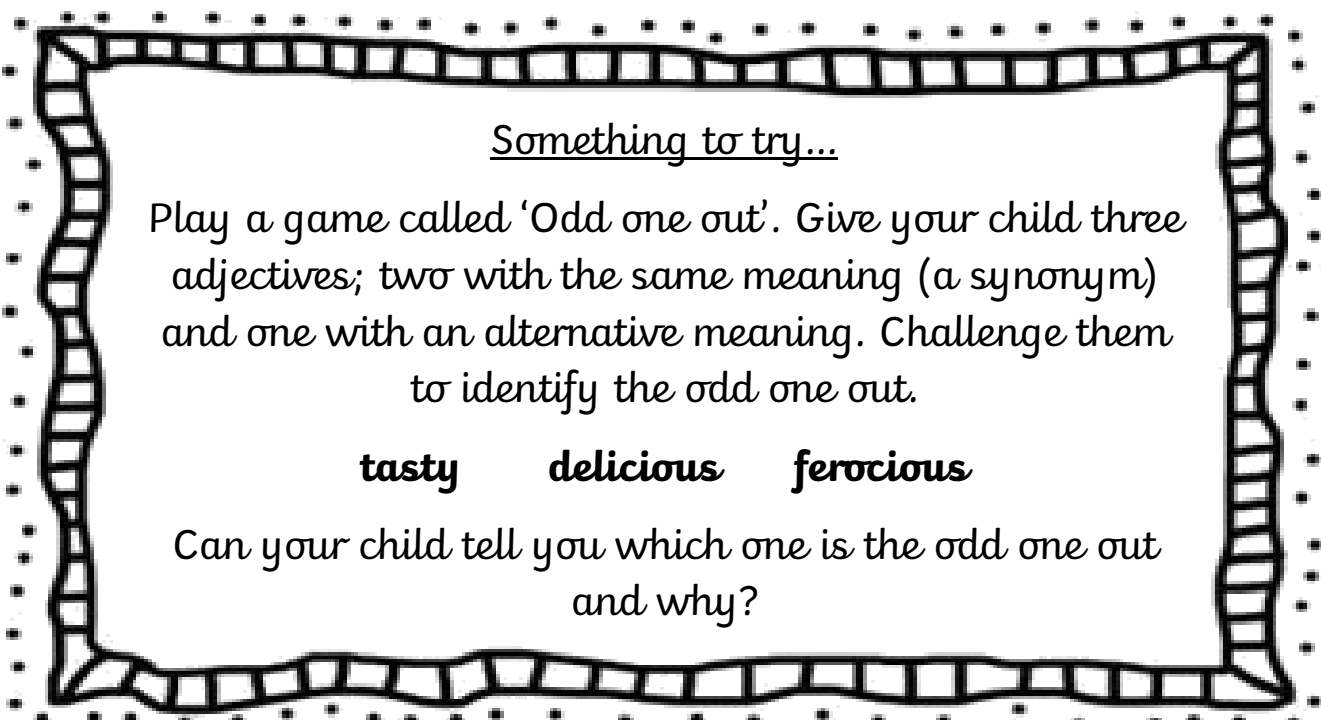 Something to try...
Play a game called ‘Odd one out’. Give your child three
adjectives; two with the same meaning (a synonym)
and one with an alternative meaning. Challenge them
to identify the odd one out.
tasty delicious ferocious
Can your child tell you which one is the odd one out
and why?